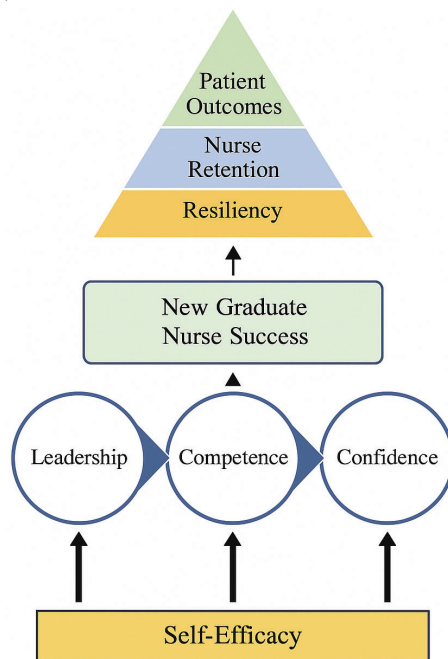 Patient
Outcomes
Nurse
Retention
Resiliency
New Graduate
Nurse Success
Leadership
Competence
Confidence
Self-Efficacy